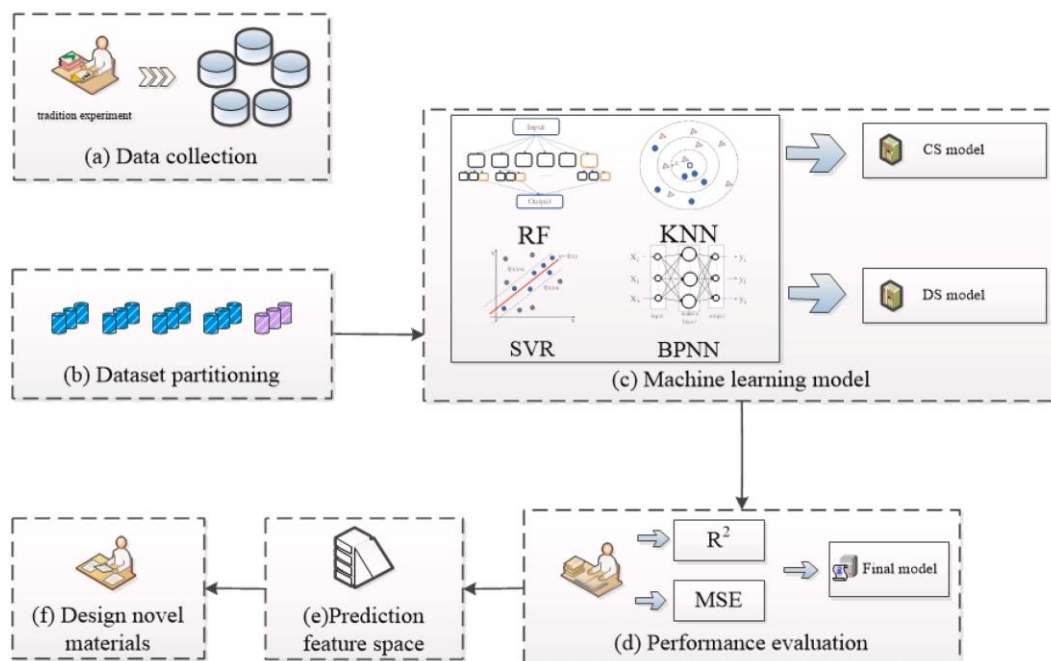 tradition experiment
(a) Data collection
(b) Dataset partitioning
Input
Output
RF
KNN
SVR
BPNN
(c) Machine learning model
CS model
DS model
R²
MSE
Final model
(d) Performance evaluation
(e)Prediction
feature space
(f) Design novel
materials